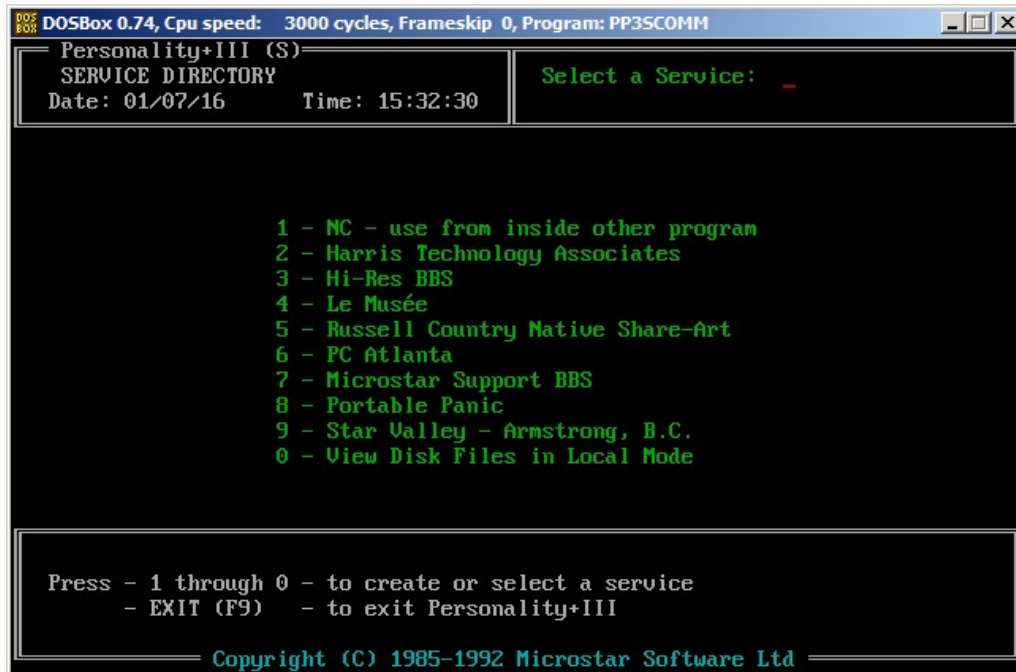 DOSBox 0.74, Cpu speed: 3000 cycles, Frameskip 0, Program: PP3SCOMM
Personality+III (S)
SERVICE DIRECTORY
Date: 01/07/16 Time: 15:32:30
Select a Service: _
1 - NC - use from inside other program
2 - Harris Technology Associates
3 - Hi-Res BBS
4 - Le Musée
5 - Russell Country Native Share-Art
6 - PC Atlanta
7 - Microstar Support BBS
8 - Portable Panic
9 - Star Valley - Armstrong, B.C.
0 - View Disk Files in Local Mode
Press - 1 through 0 - to create or select a service
- EXIT (F9) - to exit Personality+III
Copyright (C) 1985-1992 Microstar Software Ltd